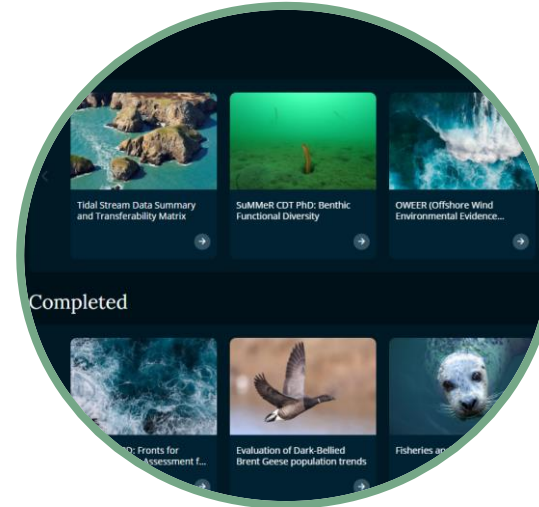 Tidal Stream Data Summary
and Transferability Matrix
SuMMeR CDT PhD: Benthic
Functional Diversity
OWEER (Offshore Wind
Environmental Evidence...
Completed
D: Fronts for
Assessment f...
Evaluation of Dark-Bellied
Brent Geese population trends
Fisheries an